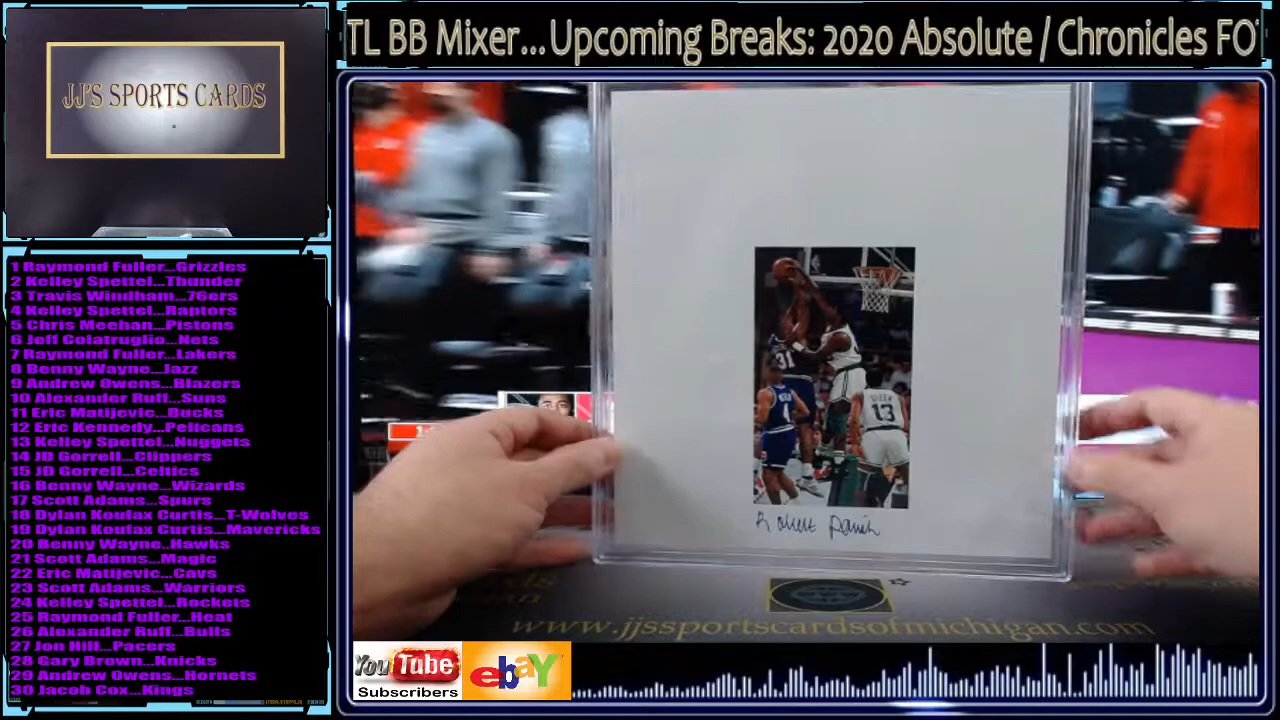 JJ'S SPORTS CARDS
TL BB Mixer...Upcoming Breaks: 2020 Absolute / Chronicles FO
1 Raymond Fuller...Grizzles
2 Kelley Spettel...Thunder
3 Travis Windham...76ers
4 Kelley Spettel...Raptors
5 Chris Meehan...Pistons
6 Jeff Colatruglio...Nets
7 Raymond Fuller...Lakers
8 Benny Wayne...Jazz
9 Andrew Owens...Blazers
10 Alexander Ruff...Suns
11 Eric Matijevic...Bucks
12 Eric Kennedy...Pelicans
13 Kelley Spettel...Nuggets
14 JD Gorrell...Clippers
15 JD Gorrell...Celtics
16 Benny Wayne...Wizards
17 Scott Adams...Spurs
18 Dylan Koufax Curtis...T-Wolves
19 Dylan Koufax Curtis...Mavericks
20 Benny Wayne..Hawks
21 Scott Adams...Magic
22 Eric Matijevic...Cavs
23 Scott Adams...Warriors
24 Kelley Spettel...Rockets
25 Raymond Fuller...Heat
26 Alexander Ruff...Bulls
27 Jon Hill...Pacers
28 Gary Brown...Knicks
29 Andrew Owens...Hornets
30 Jacob Cox...Kings
31
4
13
Robert Parish
www.jjssportscardsofmichigan.com
YouTube
Subscribers
ebay